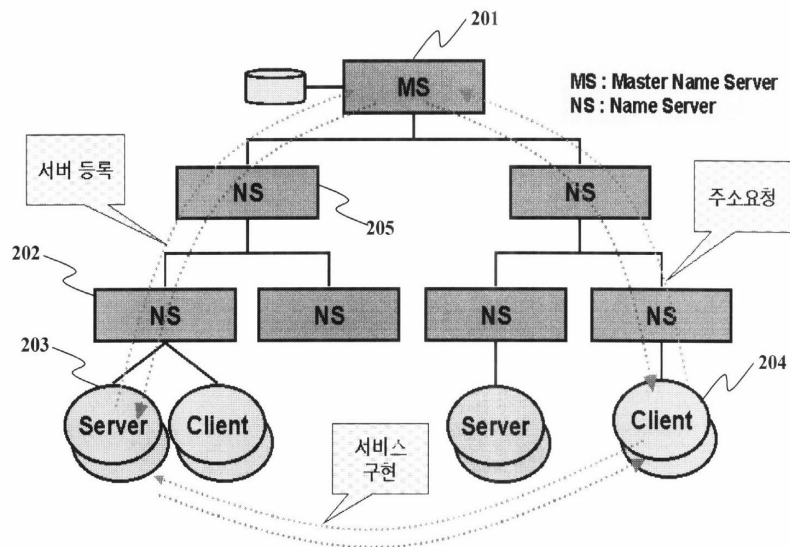 201
MS
MS : Master Name Server
NS : Name Server
서버 등록
NS
205
NS
주소요청
202
NS
NS
NS
NS
203
204
Server
Client
Server
Client
서비스
구현